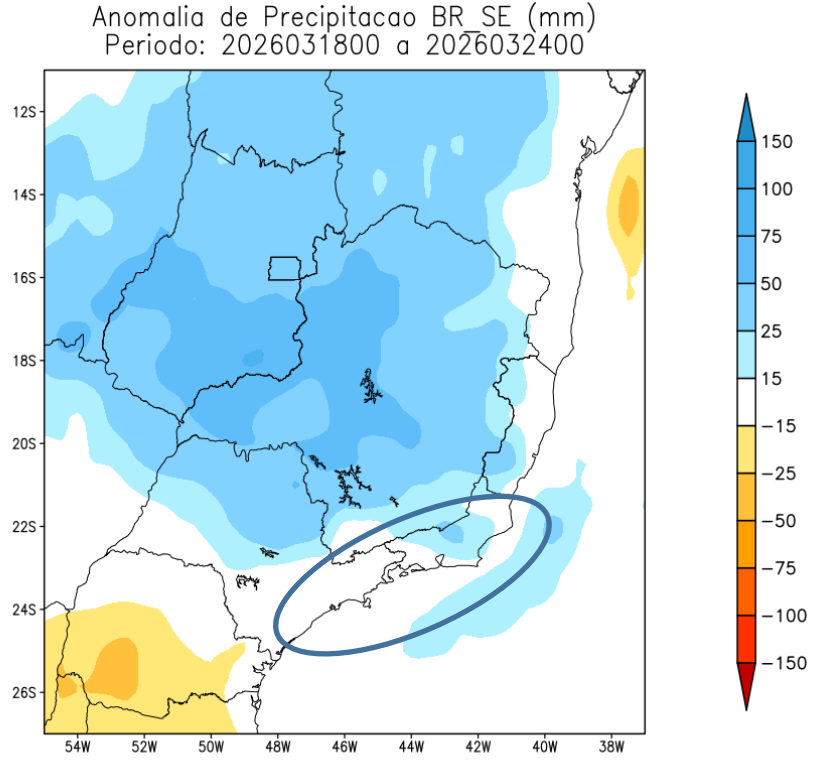 Anomalia de Precipitacao BR_SE (mm)
Periodo: 2026031800 a 2026032400
12S
14S
16S
18S
20S
22S
24S
26S
54W 52W 50W 48W 46W 44W 42W 40W 38W
150
100
75
50
25
15
−15
−25
−50
−75
−100
−150